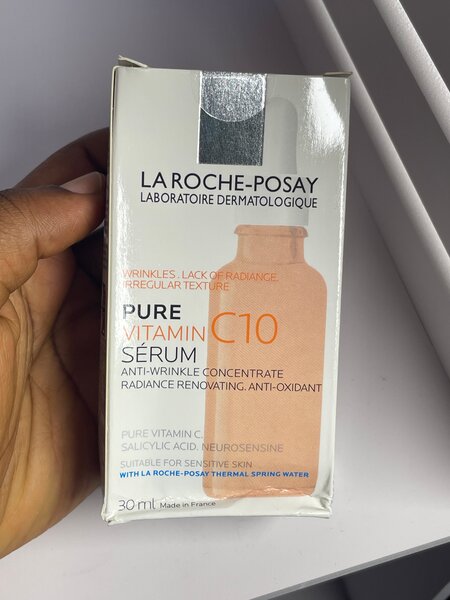 LA ROCHE-POSAY
LABORATOIRE DERMATOLOGIQUE
WRINKLES. LACK OF RADIANCE.
IRREGULAR TEXTURE
PURE
VITAMIN C10
SÉRUM
ANTI-WRINKLE CONCENTRATE
RADIANCE RENOVATING. ANTI-OXIDANT
PURE VITAMIN C.
SALICYLIC ACID. NEUROSENSINE
SUITABLE FOR SENSITIVE SKIN
WITH LA ROCHE-POSAY THERMAL SPRING WATER
30 ml Made in France